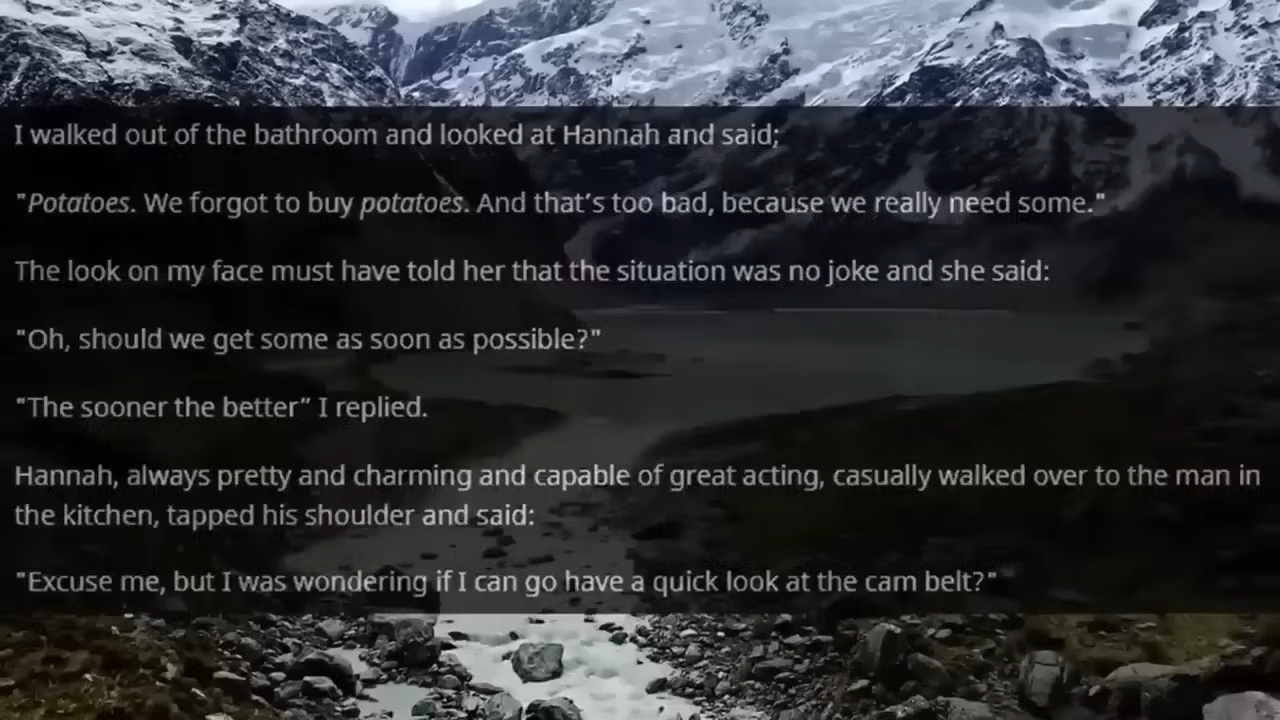 I walked out of the bathroom and looked at Hannah and said;
"Potatoes. We forgot to buy potatoes. And that’s too bad, because we really need some."
The look on my face must have told her that the situation was no joke and she said:
"Oh, should we get some as soon as possible?"
"The sooner the better” I replied.
Hannah, always pretty and charming and capable of great acting, casually walked over to the man in
the kitchen, tapped his shoulder and said:
"Excuse me, but I was wondering if I can go have a quick look at the cam belt?"